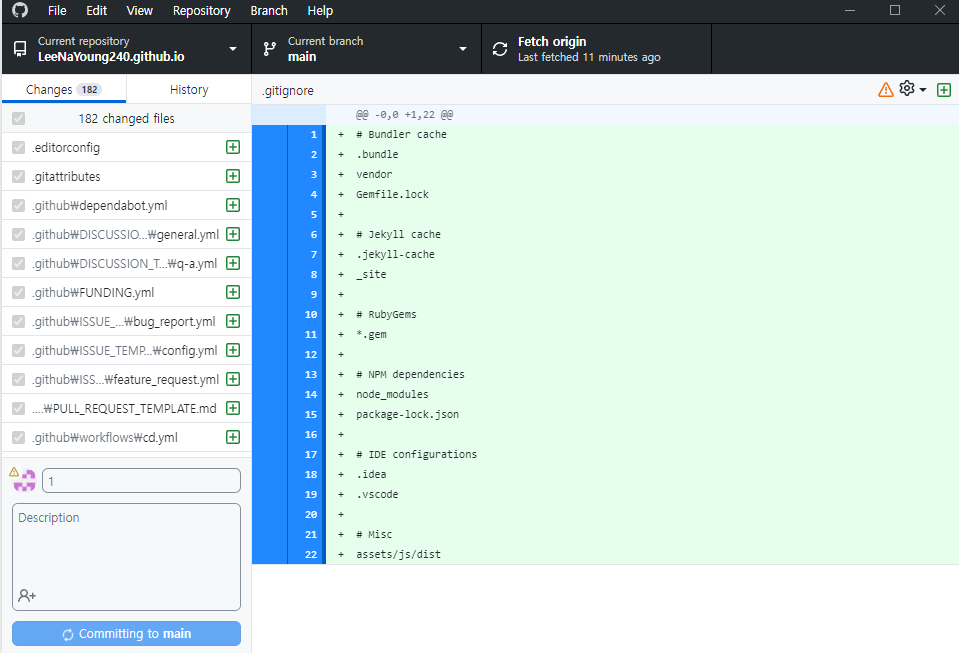 File Edit View Repository Branch Help
Current repository
LeeNaYoung240.github.io
Current branch
main
Fetch origin
Last fetched 11 minutes ago
Changes 182
History
182 changed files
.editorconfig
.gitattributes
.github₩dependabot.yml
.github₩DISCUSSIO...₩general.yml
.github₩DISCUSSION_T...₩q-a.yml
.github₩FUNDING.yml
.github₩ISSUE_...₩bug_report.yml
.github₩ISSUE_TEMP...₩config.yml
.github₩ISS...₩feature_request.yml
....₩PULL_REQUEST_TEMPLATE.md
.github₩workflows₩cd.yml
1
Description
Committing to main
.gitignore
@@ -0,0 +1,22 @@
1 + # Bundler cache
2 + .bundle
3 + vendor
4 + Gemfile.lock
5 +
6 + # Jekyll cache
7 + .jekyll-cache
8 + _site
9 +
10 + # RubyGems
11 + *.gem
12 +
13 + # NPM dependencies
14 + node_modules
15 + package-lock.json
16 +
17 + # IDE configurations
18 + .idea
19 + .vscode
20 +
21 + # Misc
22 + assets/js/dist